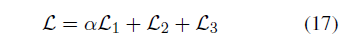 ℒ = αℒ₁ + ℒ₂ + ℒ₃ (17)